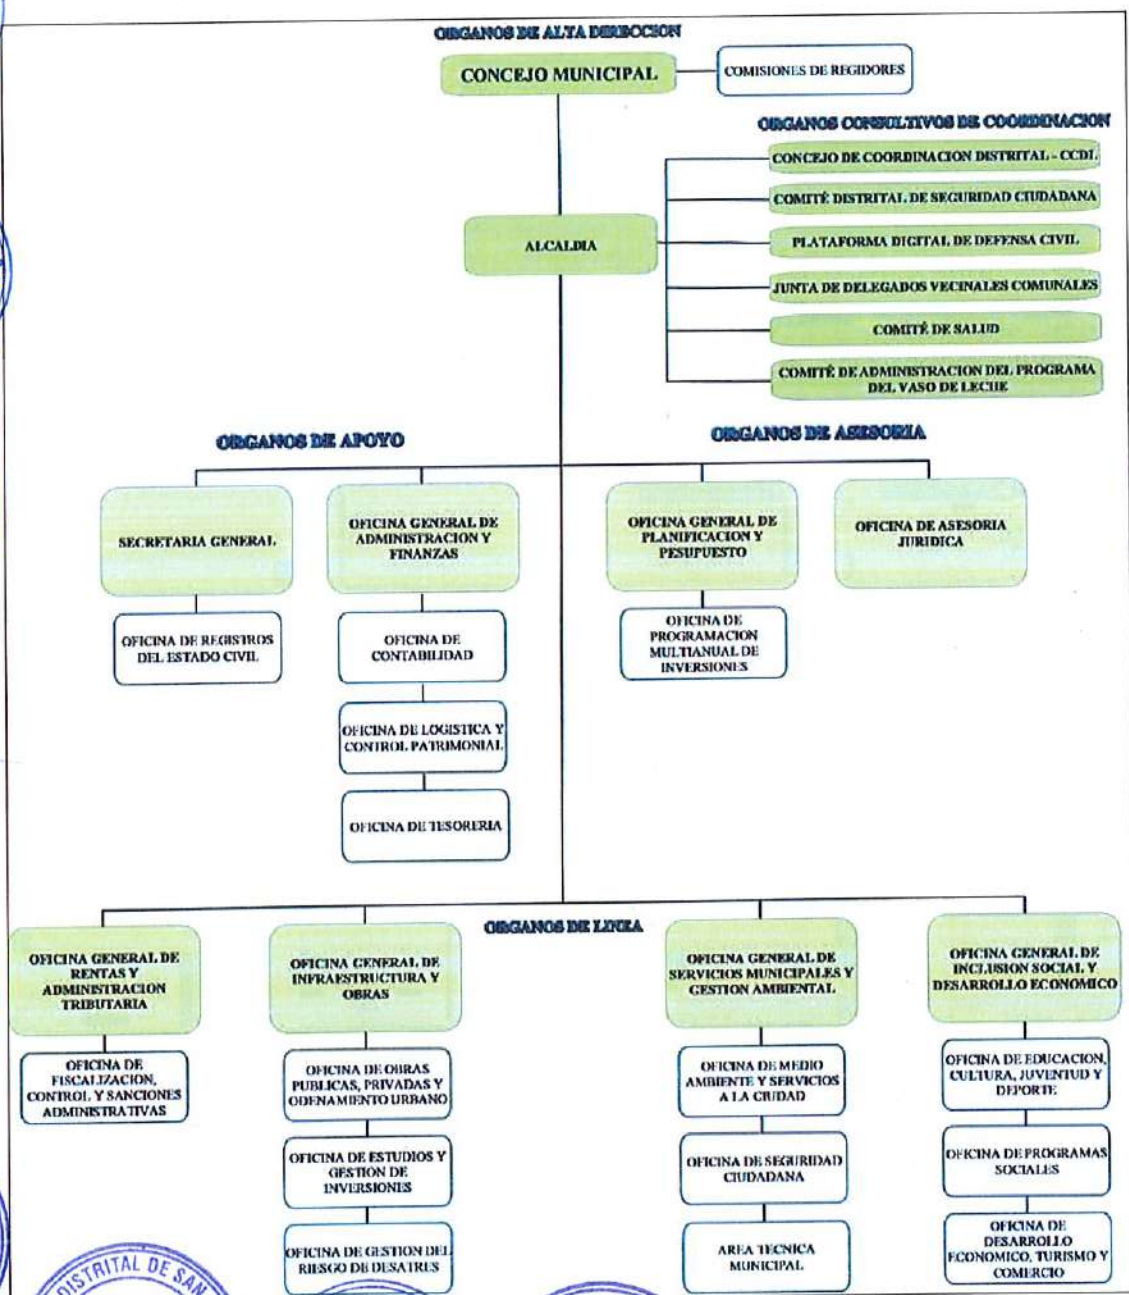 ORGANOS DE ALTA DIRECCION
CONCEJO MUNICIPAL
COMISIONES DE REGIDORES
ORGANOS CONSULTIVOS DE COORDINACION
CONCEJO DE COORDINACION DISTRITAL - CCDL
COMITÉ DISTRITAL DE SEGURIDAD CIUDADANA
ALCALDIA
PLATAFORMA DIGITAL DE DEFENSA CIVIL
JUNTA DE DELEGADOS VECINALES COMUNALES
COMITÉ DE SALUD
COMITÉ DE ADMINISTRACION DEL PROGRAMA
DEL VASO DE LECHE
ORGANOS DE APOYO
ORGANOS DE ASESORIA
SECRETARIA GENERAL
OFICINA GENERAL DE
ADMINISTRACION Y
FINANZAS
OFICINA GENERAL DE
PLANIFICACION Y
PESUPUESTO
OFICINA DE ASESORIA
JURIDICA
OFICINA DE REGISTROS
DEL ESTADO CIVIL
OFICINA DE
CONTABILIDAD
OFICINA DE
PROGRAMACION
MULTIANUAL DE
INVERSIONES
OFICINA DE LOGISTICA Y
CONTROL PATRIMONIAL
OFICINA DE TESORERIA
ORGANOS DE LINEA
OFICINA GENERAL DE
RENTAS Y
ADMINISTRACION
TRIBUTARIA
OFICINA GENERAL DE
INFRAESTRUCTURA Y
OBRAS
OFICINA GENERAL DE
SERVICIOS MUNICIPALES Y
GESTION AMBIENTAL
OFICINA GENERAL DE
INCLUSION SOCIAL Y
DESARROLLO ECONOMICO
OFICINA DE
FISCALIZACION,
CONTROL Y SANCIONES
ADMINISTRATIVAS
OFICINA DE OBRAS
PUBLICAS, PRIVADAS Y
ODENAMIENTO URBANO
OFICINA DE MEDIO
AMBIENTE Y SERVICIOS
A LA CIUDAD
OFICINA DE EDUCACION,
CULTURA, JUVENTUD Y
DEPORTE
OFICINA DE ESTUDIOS Y
GESTION DE
INVERSIONES
OFICINA DE SEGURIDAD
CIUDADANA
OFICINA DE PROGRAMAS
SOCIALES
OFICINA DE GESTION DEL
RIESGO DE DESATRES
AREA TECNICA
MUNICIPAL
OFICINA DE
DESARROLLO
ECONOMICO, TURISMO Y
COMERCIO
DISTRITAL DE SAN